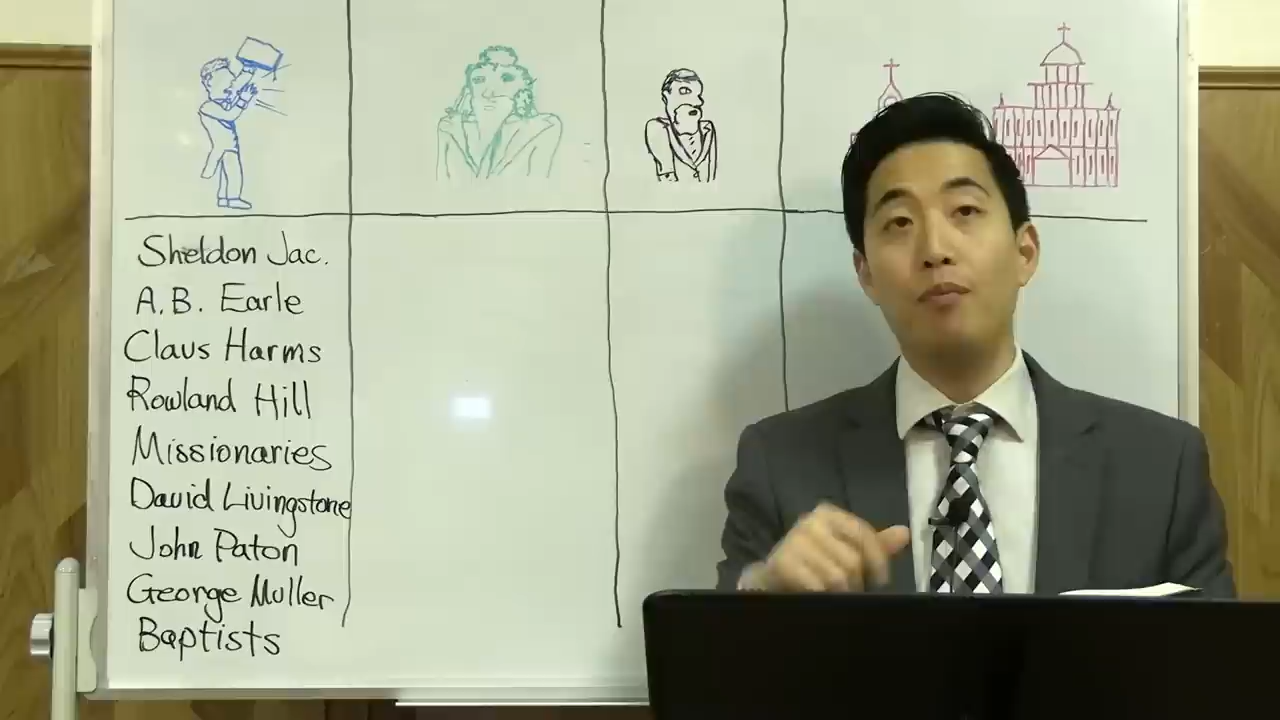 Sheldon Jac.
A.B. Earle
Claus Harms
Rowland Hill
Missionaries
David Livingstone
John Paton
George Muller
Baptists